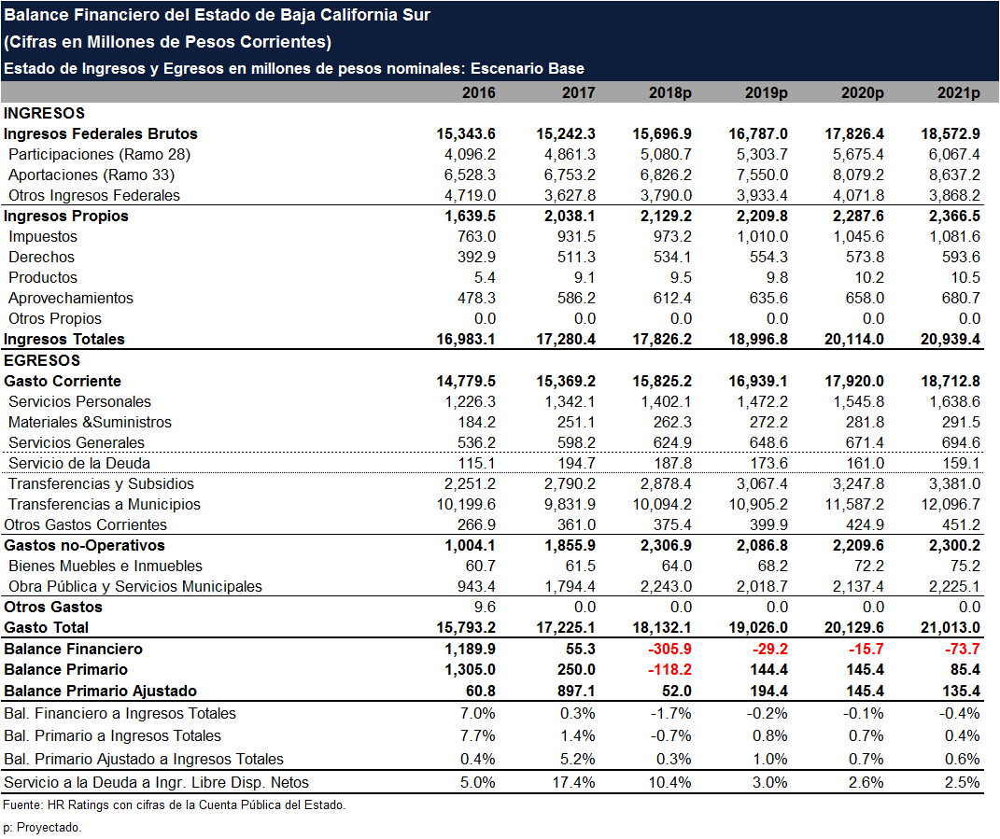 Balance Financiero del Estado de Baja California Sur
(Cifras en Millones de Pesos Corrientes)
Estado de Ingresos y Egresos en millones de pesos nominales: Escenario Base
2016 2017 2018p 2019p 2020p 2021p
INGRESOS
Ingresos Federales Brutos 15,343.6 15,242.3 15,696.9 16,787.0 17,826.4 18,572.9
Participaciones (Ramo 28) 4,096.2 4,861.3 5,080.7 5,303.7 5,675.4 6,067.4
Aportaciones (Ramo 33) 6,528.3 6,753.2 6,826.2 7,550.0 8,079.2 8,637.2
Otros Ingresos Federales 4,719.0 3,627.8 3,790.0 3,933.4 4,071.8 3,868.2
Ingresos Propios 1,639.5 2,038.1 2,129.2 2,209.8 2,287.6 2,366.5
Impuestos 763.0 931.5 973.2 1,010.0 1,045.6 1,081.6
Derechos 392.9 511.3 534.1 554.3 573.8 593.6
Productos 5.4 9.1 9.5 9.8 10.2 10.5
Aprovechamientos 478.3 586.2 612.4 635.6 658.0 680.7
Otros Propios 0.0 0.0 0.0 0.0 0.0 0.0
Ingresos Totales 16,983.1 17,280.4 17,826.2 18,996.8 20,114.0 20,939.4
EGRESOS
Gasto Corriente 14,779.5 15,369.2 15,825.2 16,939.1 17,920.0 18,712.8
Servicios Personales 1,226.3 1,342.1 1,402.1 1,472.2 1,545.8 1,638.6
Materiales &Suministros 184.2 251.1 262.3 272.2 281.8 291.5
Servicios Generales 536.2 598.2 624.9 648.6 671.4 694.6
Servicio de la Deuda 115.1 194.7 187.8 173.6 161.0 159.1
Transferencias y Subsidios 2,251.2 2,790.2 2,878.4 3,067.4 3,247.8 3,381.0
Transferencias a Municipios 10,199.6 9,831.9 10,094.2 10,905.2 11,587.2 12,096.7
Otros Gastos Corrientes 266.9 361.0 375.4 399.9 424.9 451.2
Gastos no-Operativos 1,004.1 1,855.9 2,306.9 2,086.8 2,209.6 2,300.2
Bienes Muebles e Inmuebles 60.7 61.5 64.0 68.2 72.2 75.2
Obra Pública y Servicios Municipales 943.4 1,794.4 2,243.0 2,018.7 2,137.4 2,225.1
Otros Gastos 9.6 0.0 0.0 0.0 0.0 0.0
Gasto Total 15,793.2 17,225.1 18,132.1 19,026.0 20,129.6 21,013.0
Balance Financiero 1,189.9 55.3 -305.9 -29.2 -15.7 -73.7
Balance Primario 1,305.0 250.0 -118.2 144.4 145.4 85.4
Balance Primario Ajustado 60.8 897.1 52.0 194.4 145.4 135.4
Bal. Financiero a Ingresos Totales 7.0% 0.3% -1.7% -0.2% -0.1% -0.4%
Bal. Primario a Ingresos Totales 7.7% 1.4% -0.7% 0.8% 0.7% 0.4%
Bal. Primario Ajustado a Ingresos Totales 0.4% 5.2% 0.3% 1.0% 0.7% 0.6%
Servicio a la Deuda a Ingr. Libre Disp. Netos 5.0% 17.4% 10.4% 3.0% 2.6% 2.5%
Fuente: HR Ratings con cifras de la Cuenta Pública del Estado.
p: Proyectado.